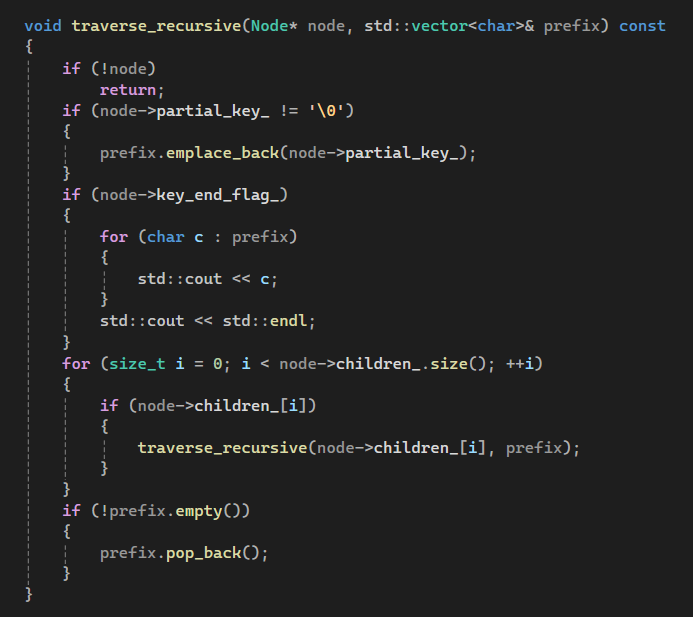 void traverse_recursive(Node* node, std::vector<char>& prefix) const
{
    if (!node)
        return;
    if (node->partial_key_ != '\0')
    {
        prefix.emplace_back(node->partial_key_);
    }
    if (node->key_end_flag_)
    {
        for (char c : prefix)
        {
            std::cout << c;
        }
        std::cout << std::endl;
    }
    for (size_t i = 0; i < node->children_.size(); ++i)
    {
        if (node->children_[i])
        {
            traverse_recursive(node->children_[i], prefix);
        }
    }
    if (!prefix.empty())
    {
        prefix.pop_back();
    }
}